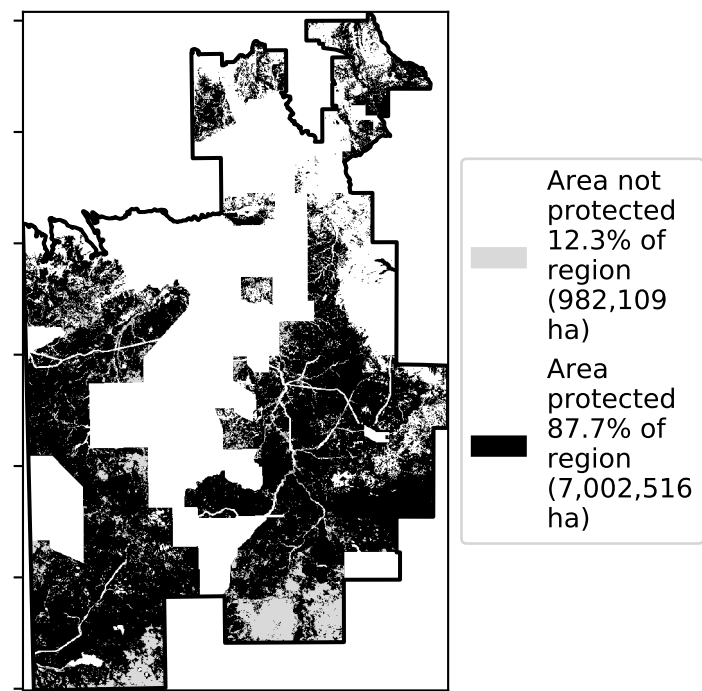 Area not
protected
12.3% of
region
(982,109
ha)
Area
protected
87.7% of
region
(7,002,516
ha)